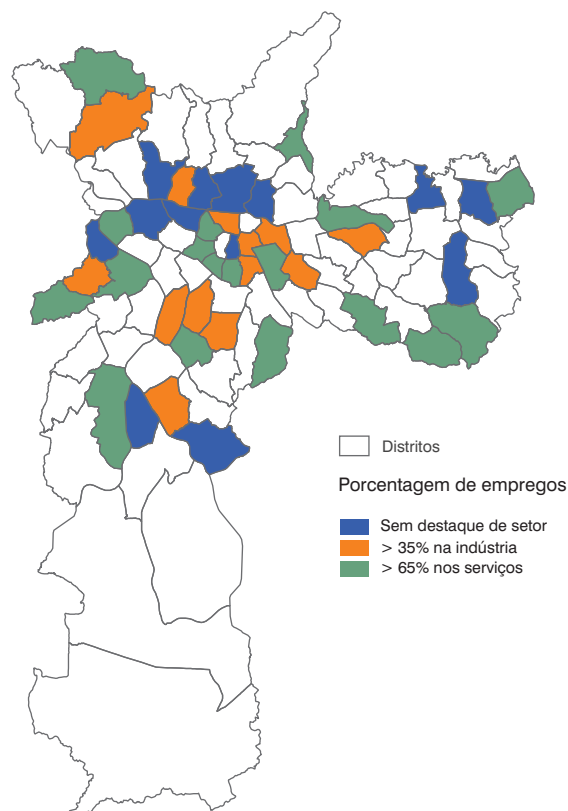 Distritos
Porcentagem de empregos
Sem destaque de setor
> 35% na indústria
> 65% nos serviços